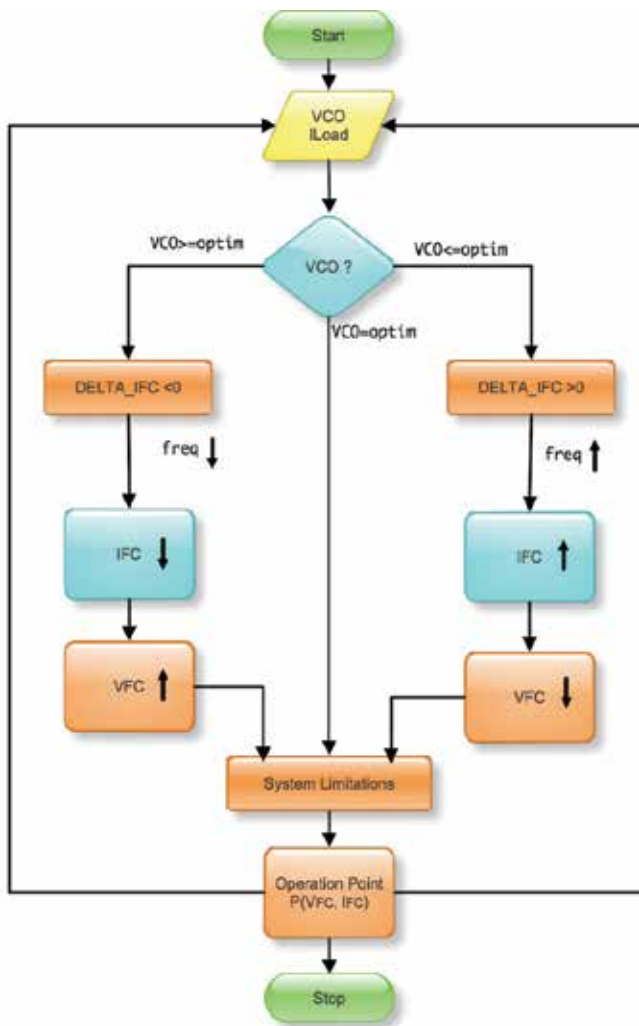 Start
VCO
ILoad
VCO>=optim
VCO ?
VCO<=optim
VCO=optim
DELTA_IFC <0
DELTA_IFC >0
freq
freq
IFC
IFC
VFC
VFC
System Limitations
Operation Point
P(VFC, IFC)
Stop